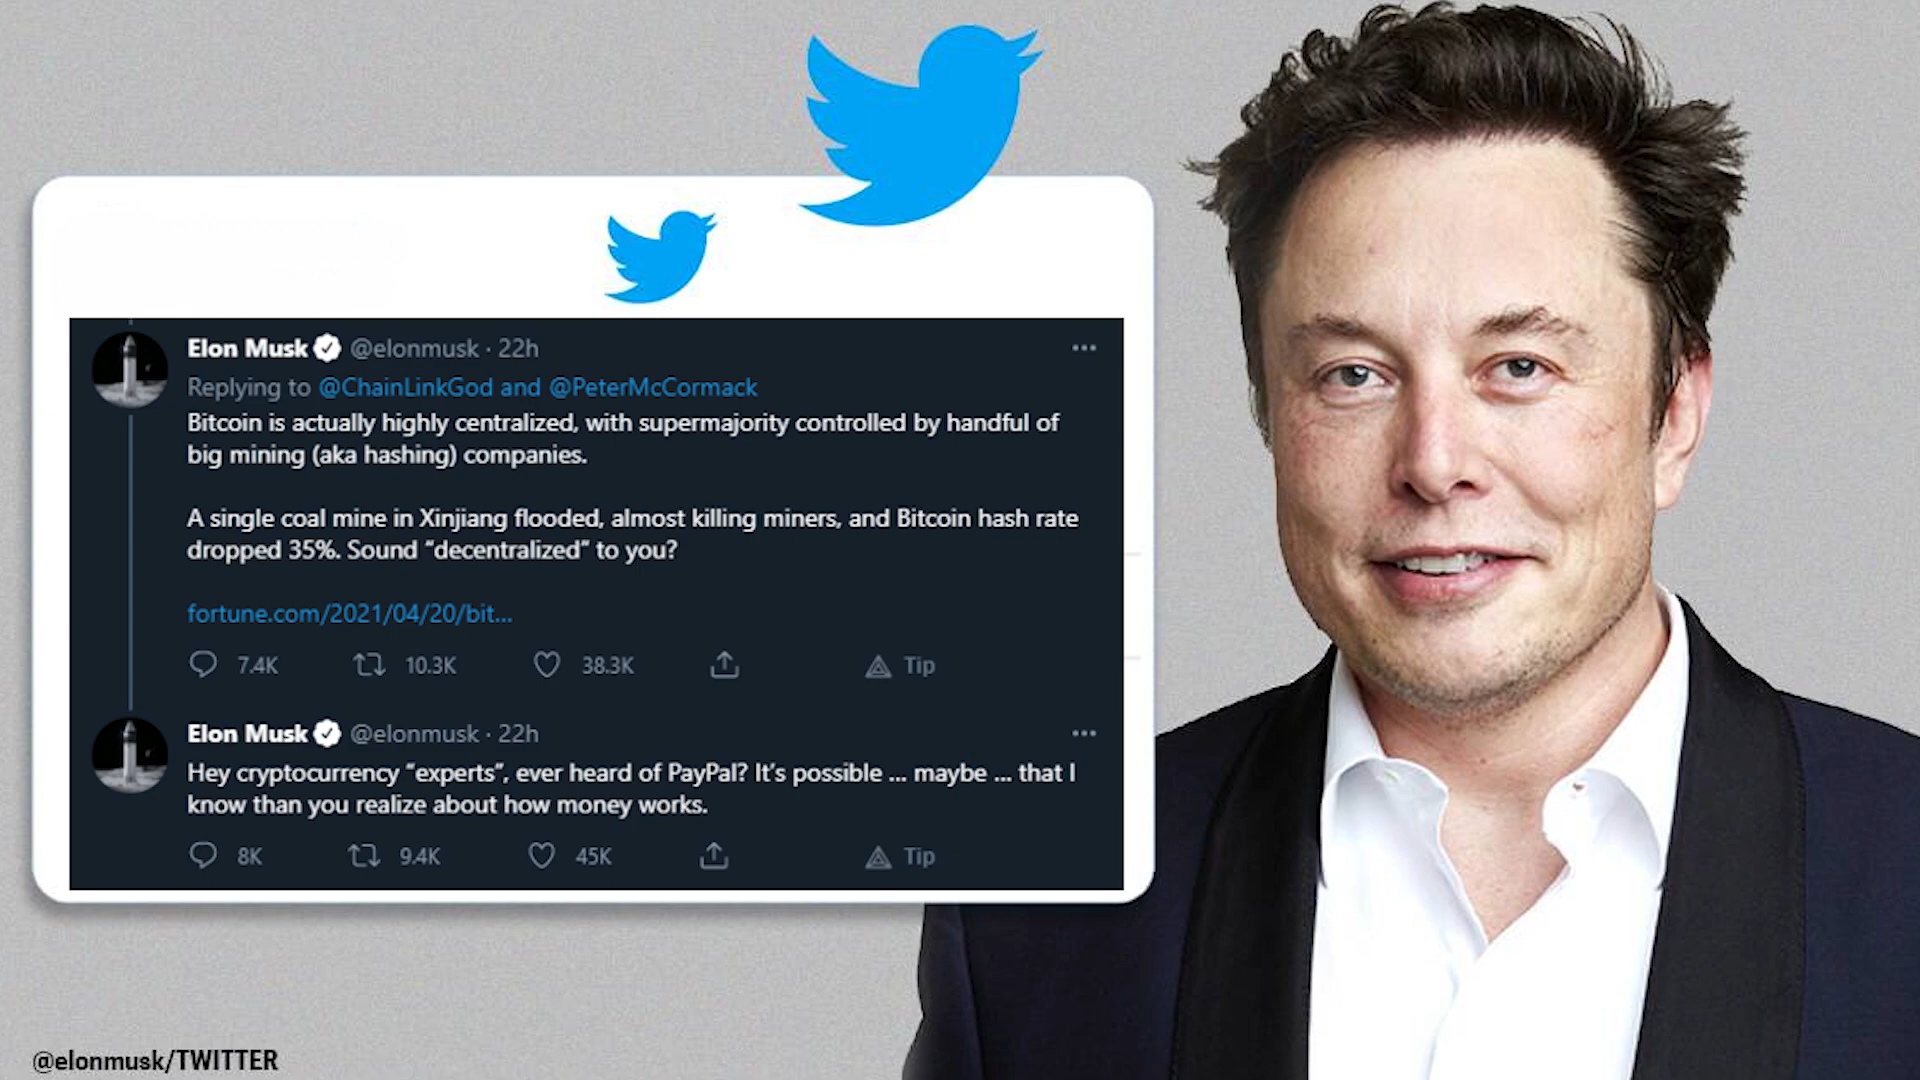 Elon Musk @elonmusk · 22h
Replying to @ChainLinkGod and @PeterMcCormack
Bitcoin is actually highly centralized, with supermajority controlled by handful of
big mining (aka hashing) companies.
A single coal mine in Xinjiang flooded, almost killing miners, and Bitcoin hash rate
dropped 35%. Sound “decentralized” to you?
fortune.com/2021/04/20/bit...
7.4K 10.3K 38.3K Tip
Elon Musk @elonmusk · 22h
Hey cryptocurrency “experts”, ever heard of PayPal? It’s possible ... maybe ... that I
know than you realize about how money works.
8K 9.4K 45K Tip
@elonmusk/TWITTER